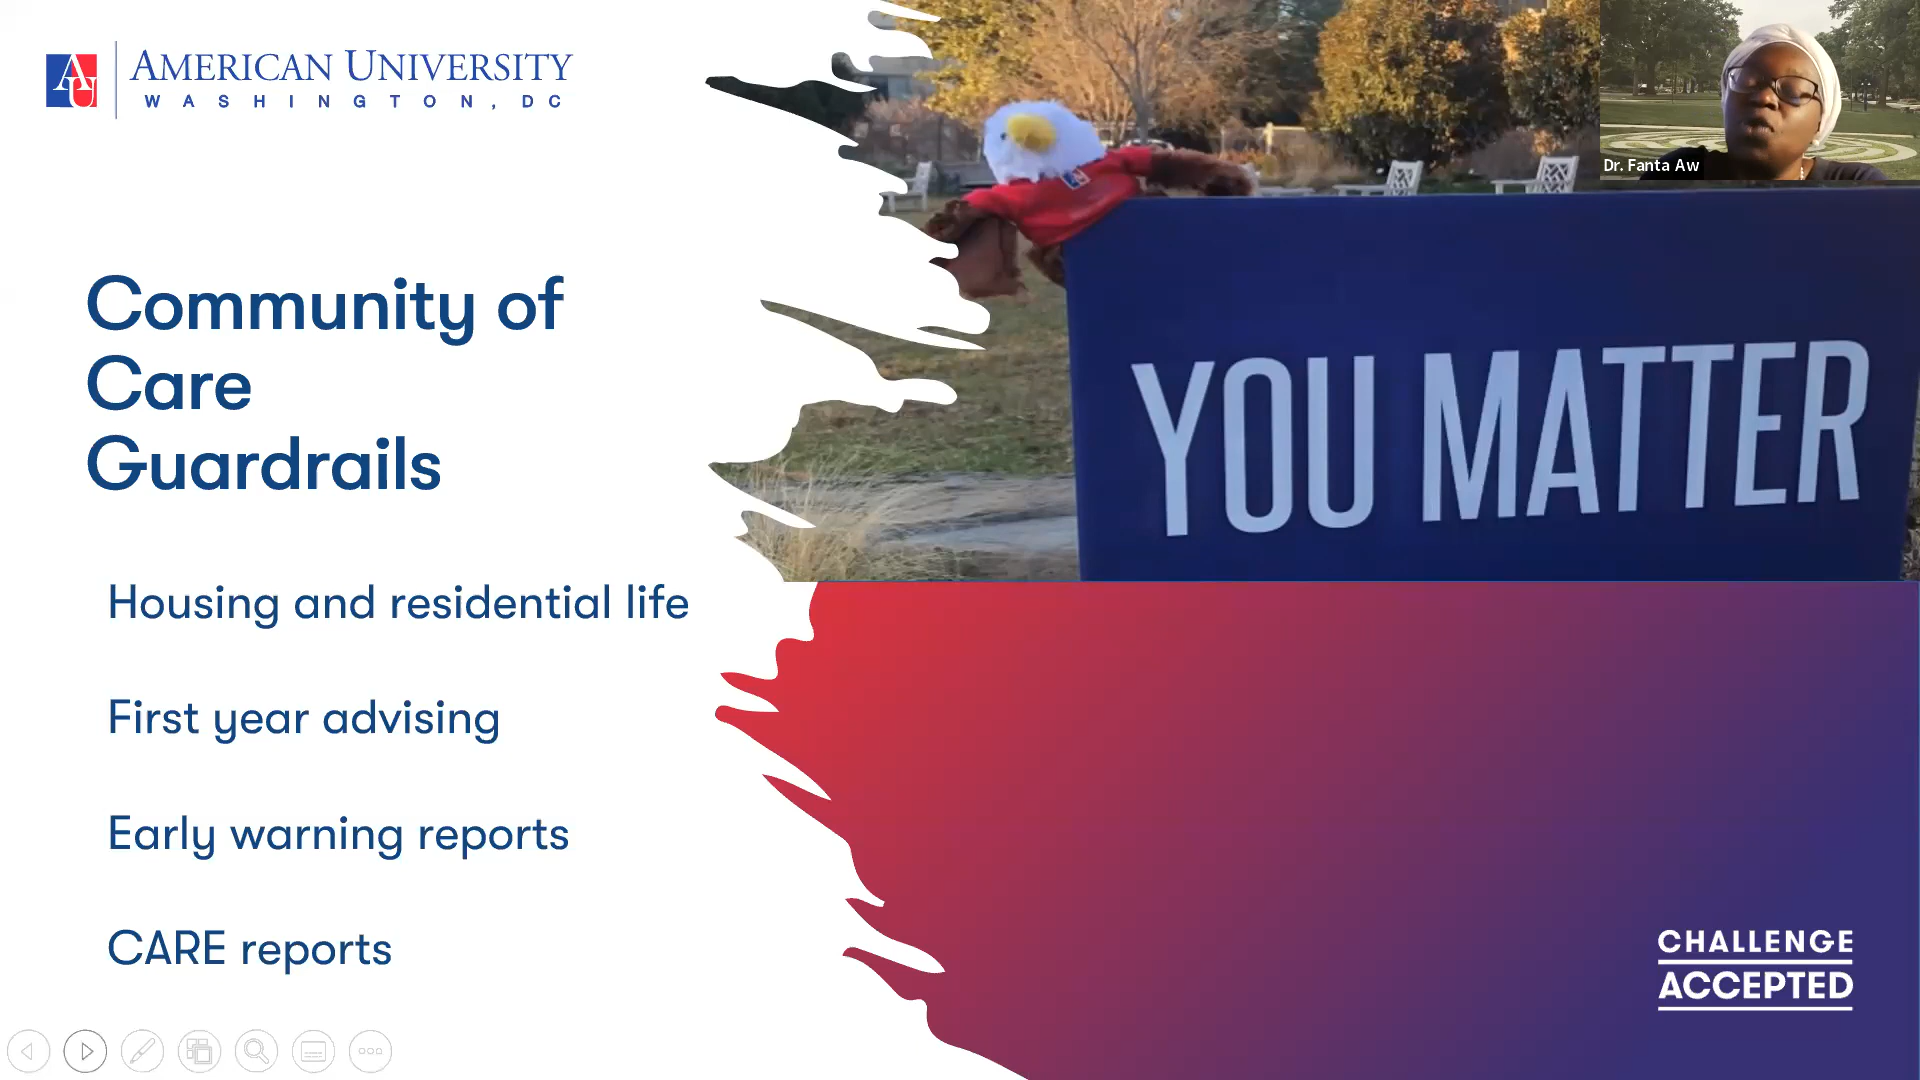 AU
AMERICAN UNIVERSITY
WASHINGTON, DC
Dr. Fanta Aw
YOU MATTER
Community of
Care
Guardrails
Housing and residential life
First year advising
Early warning reports
CARE reports
CHALLENGE
ACCEPTED